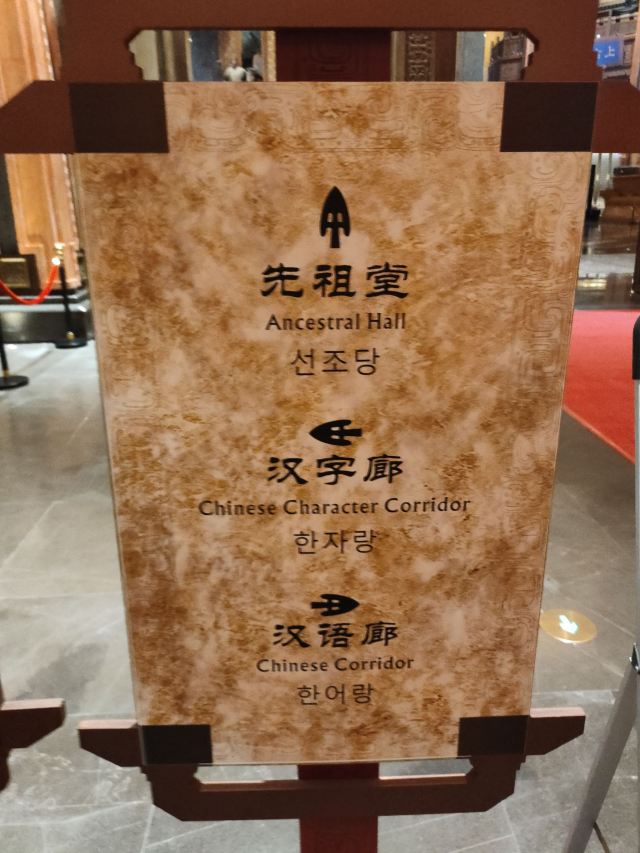 上
先祖堂
Ancestral Hall
선조당
汉字廊
Chinese Character Corridor
한자랑
汉语廊
Chinese Corridor
한어랑